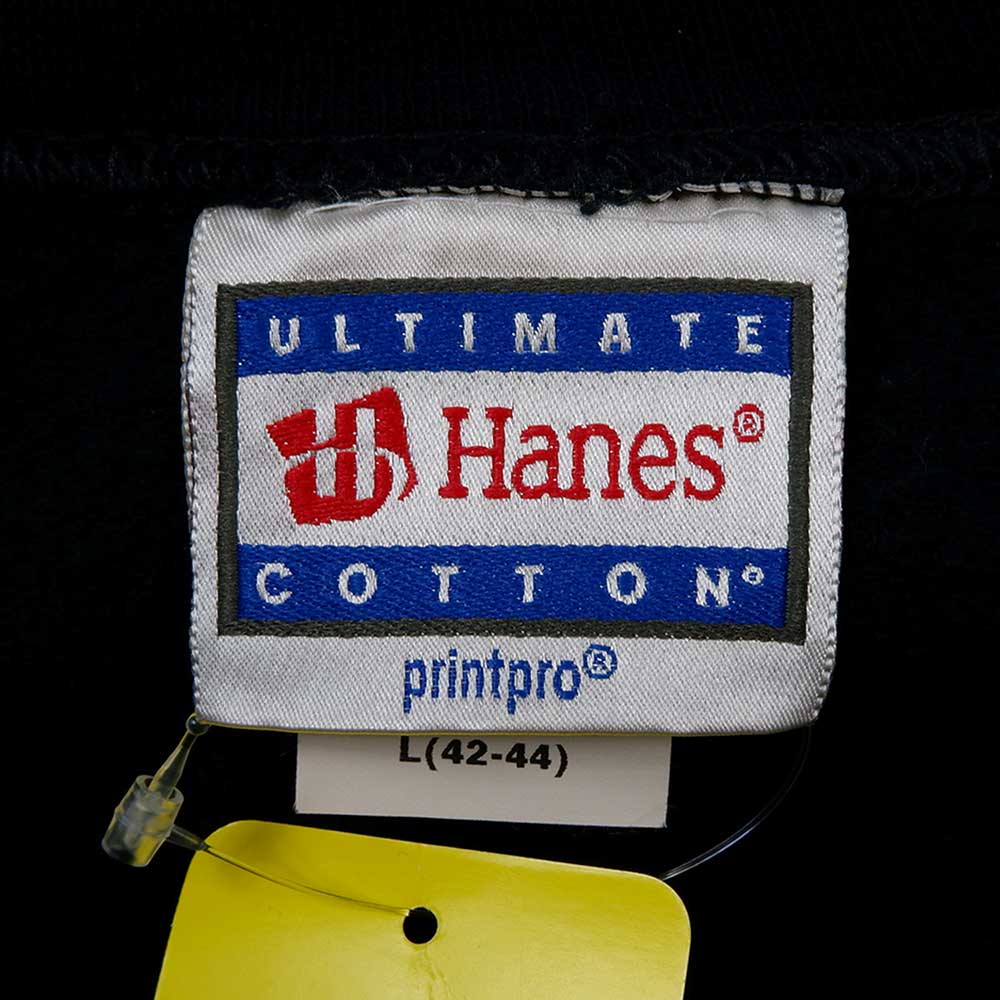 ULTIMATE
Hanes®
COTTON®
printpro®
L(42-44)